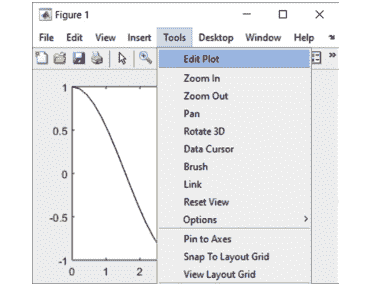 Figure 1
File Edit View Insert Tools Desktop Window Help
Edit Plot
Zoom In
Zoom Out
Pan
Rotate 3D
Data Cursor
Brush
Link
Reset View
Options
Pin to Axes
Snap To Layout Grid
View Layout Grid
1
0.5
0
-0.5
-1
0 1 2